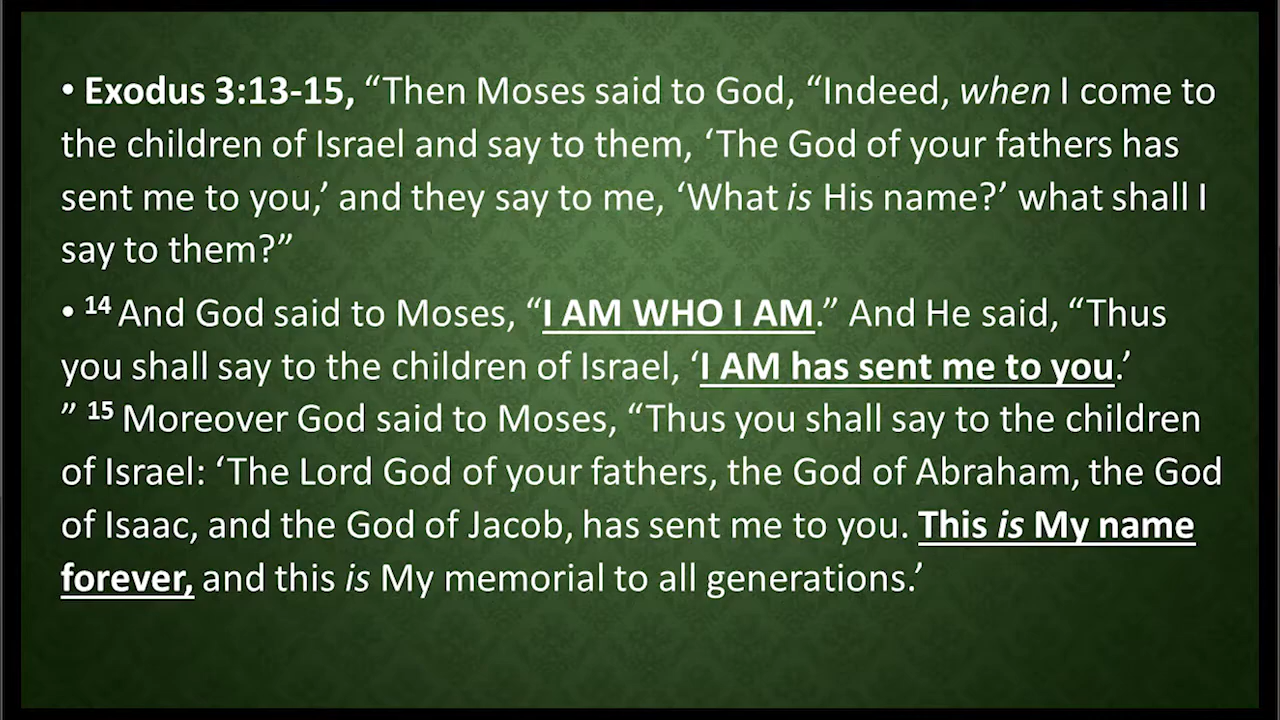 • Exodus 3:13-15, “Then Moses said to God, “Indeed, when I come to
the children of Israel and say to them, ‘The God of your fathers has
sent me to you,’ and they say to me, ‘What is His name?’ what shall I
say to them?”
• 14 And God said to Moses, “I AM WHO I AM.” And He said, “Thus
you shall say to the children of Israel, ‘I AM has sent me to you.’
” 15 Moreover God said to Moses, “Thus you shall say to the children
of Israel: ‘The Lord God of your fathers, the God of Abraham, the God
of Isaac, and the God of Jacob, has sent me to you. This is My name
forever, and this is My memorial to all generations.’